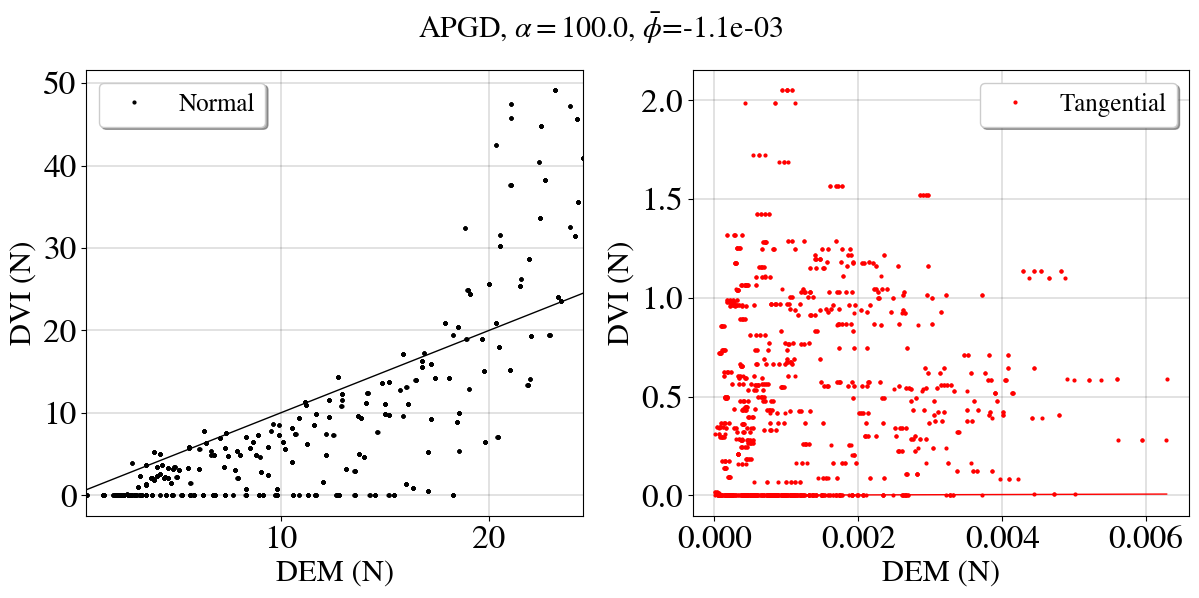 APGD, α = 100.0, φ̄=-1.1e-03
Normal
50
40
30
20
10
0
DVI (N)
10 20
DEM (N)
Tangential
2.0
1.5
1.0
0.5
0.0
DVI (N)
0.000 0.002 0.004 0.006
DEM (N)